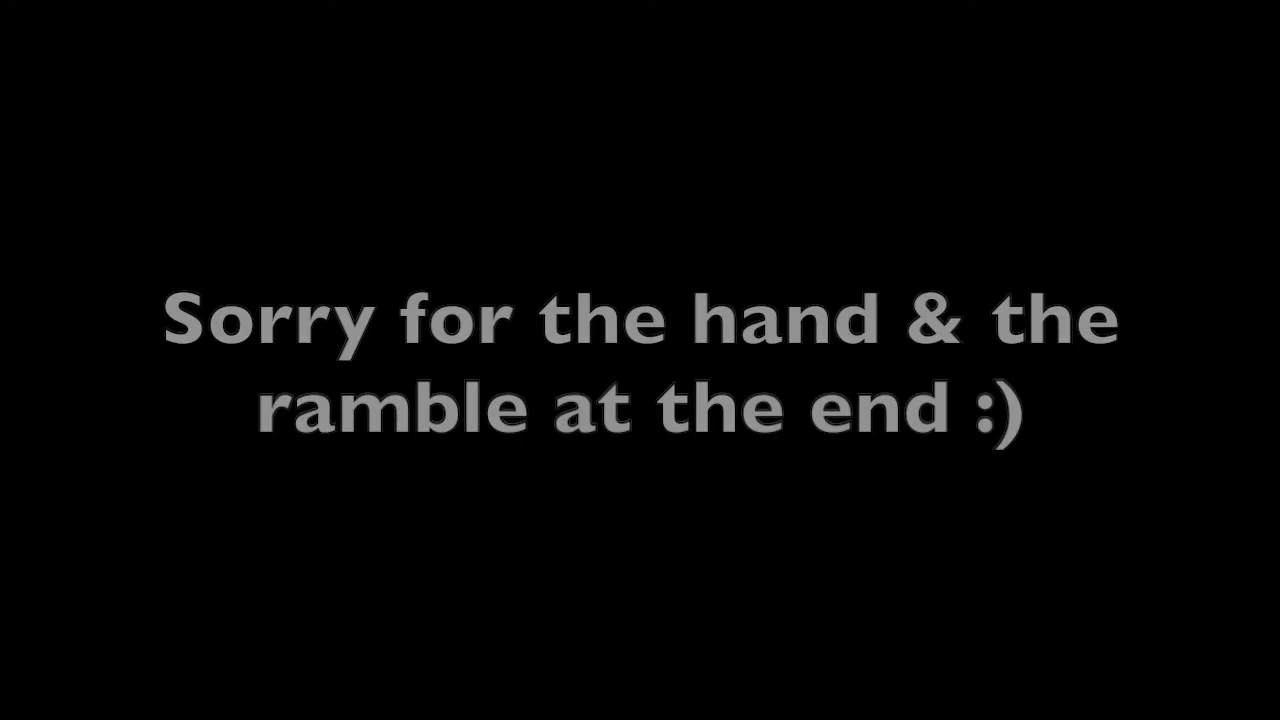 Sorry for the hand & the
ramble at the end :)